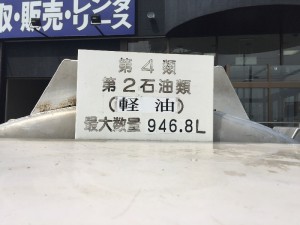 取・販売・レンタ
リース
第4類
第2石油類
(軽油)
最大数量 946.8L